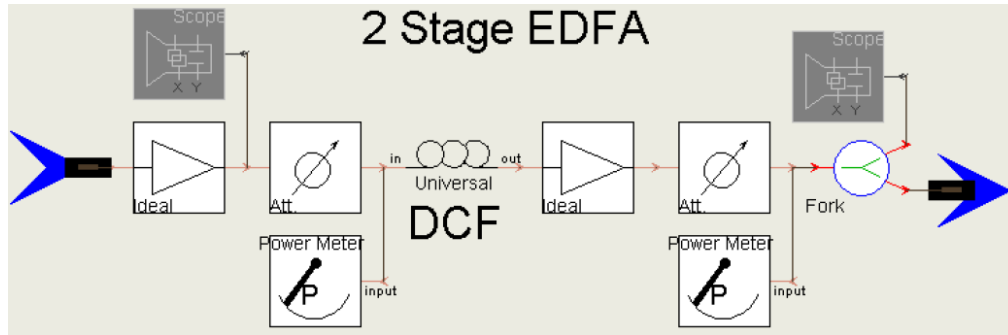 2 Stage EDFA
Scope
X Y
Scope
X Y
Ideal
Att.
in
out
Universal
DCF
Ideal
Att.
Fork
Power Meter
P
input
Power Meter
P
input